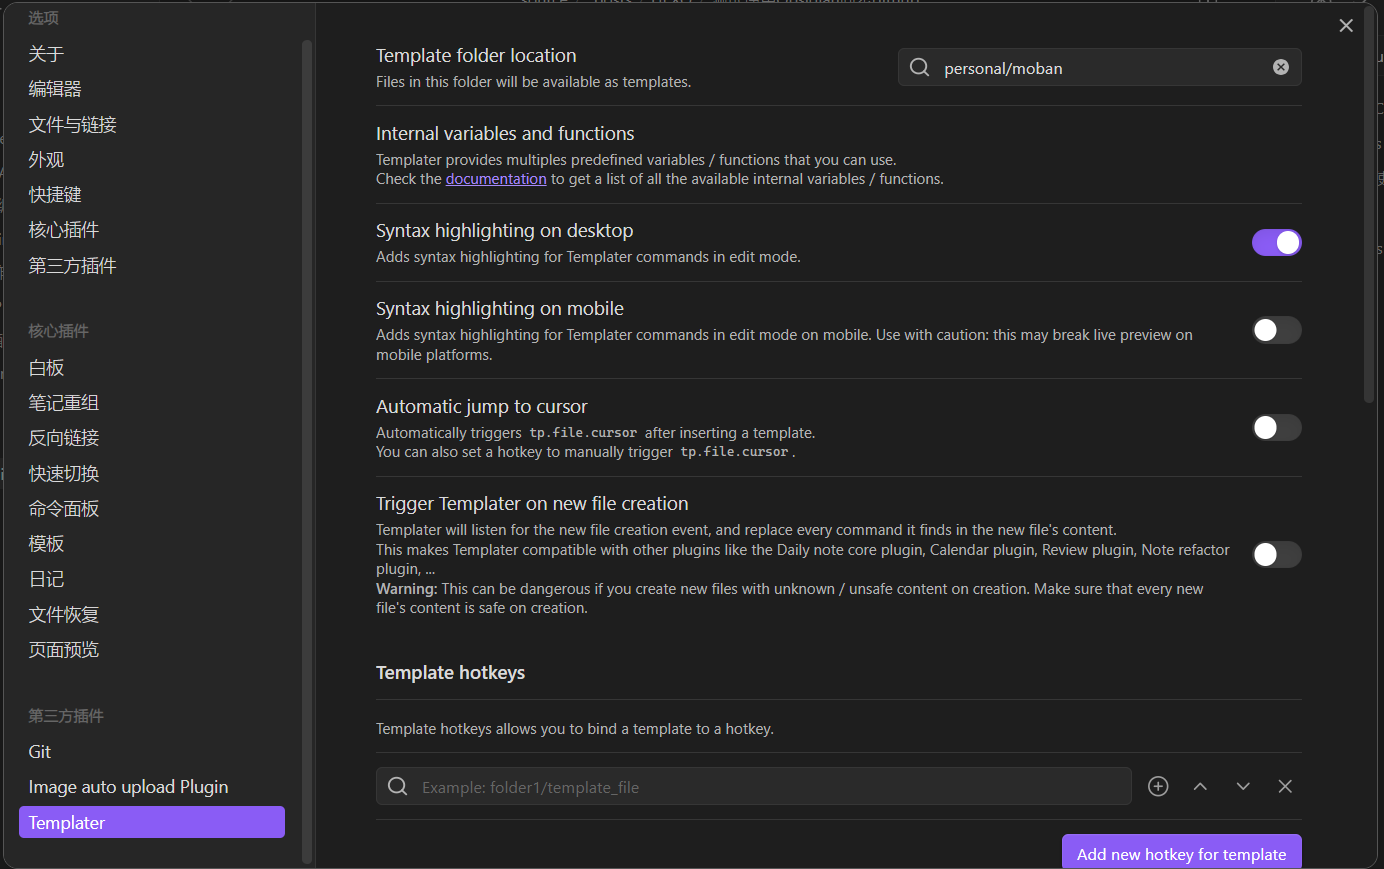 选项
关于
编辑器
文件与链接
外观
快捷键
核心插件
第三方插件
核心插件
白板
笔记重组
反向链接
快速切换
命令面板
模板
日记
文件恢复
页面预览
第三方插件
Git
Image auto upload Plugin
Templater
Template folder location
Files in this folder will be available as templates.
personal/moban
Internal variables and functions
Templater provides multiples predefined variables / functions that you can use.
Check the documentation to get a list of all the available internal variables / functions.
Syntax highlighting on desktop
Adds syntax highlighting for Templater commands in edit mode.
Syntax highlighting on mobile
Adds syntax highlighting for Templater commands in edit mode on mobile. Use with caution: this may break live preview on
mobile platforms.
Automatic jump to cursor
Automatically triggers tp.file.cursor after inserting a template.
You can also set a hotkey to manually trigger tp.file.cursor.
Trigger Templater on new file creation
Templater will listen for the new file creation event, and replace every command it finds in the new file's content.
This makes Templater compatible with other plugins like the Daily note core plugin, Calendar plugin, Review plugin, Note refactor
plugin, ...
Warning: This can be dangerous if you create new files with unknown / unsafe content on creation. Make sure that every new
file's content is safe on creation.
Template hotkeys
Template hotkeys allows you to bind a template to a hotkey.
Example: folder1/template_file
Add new hotkey for template